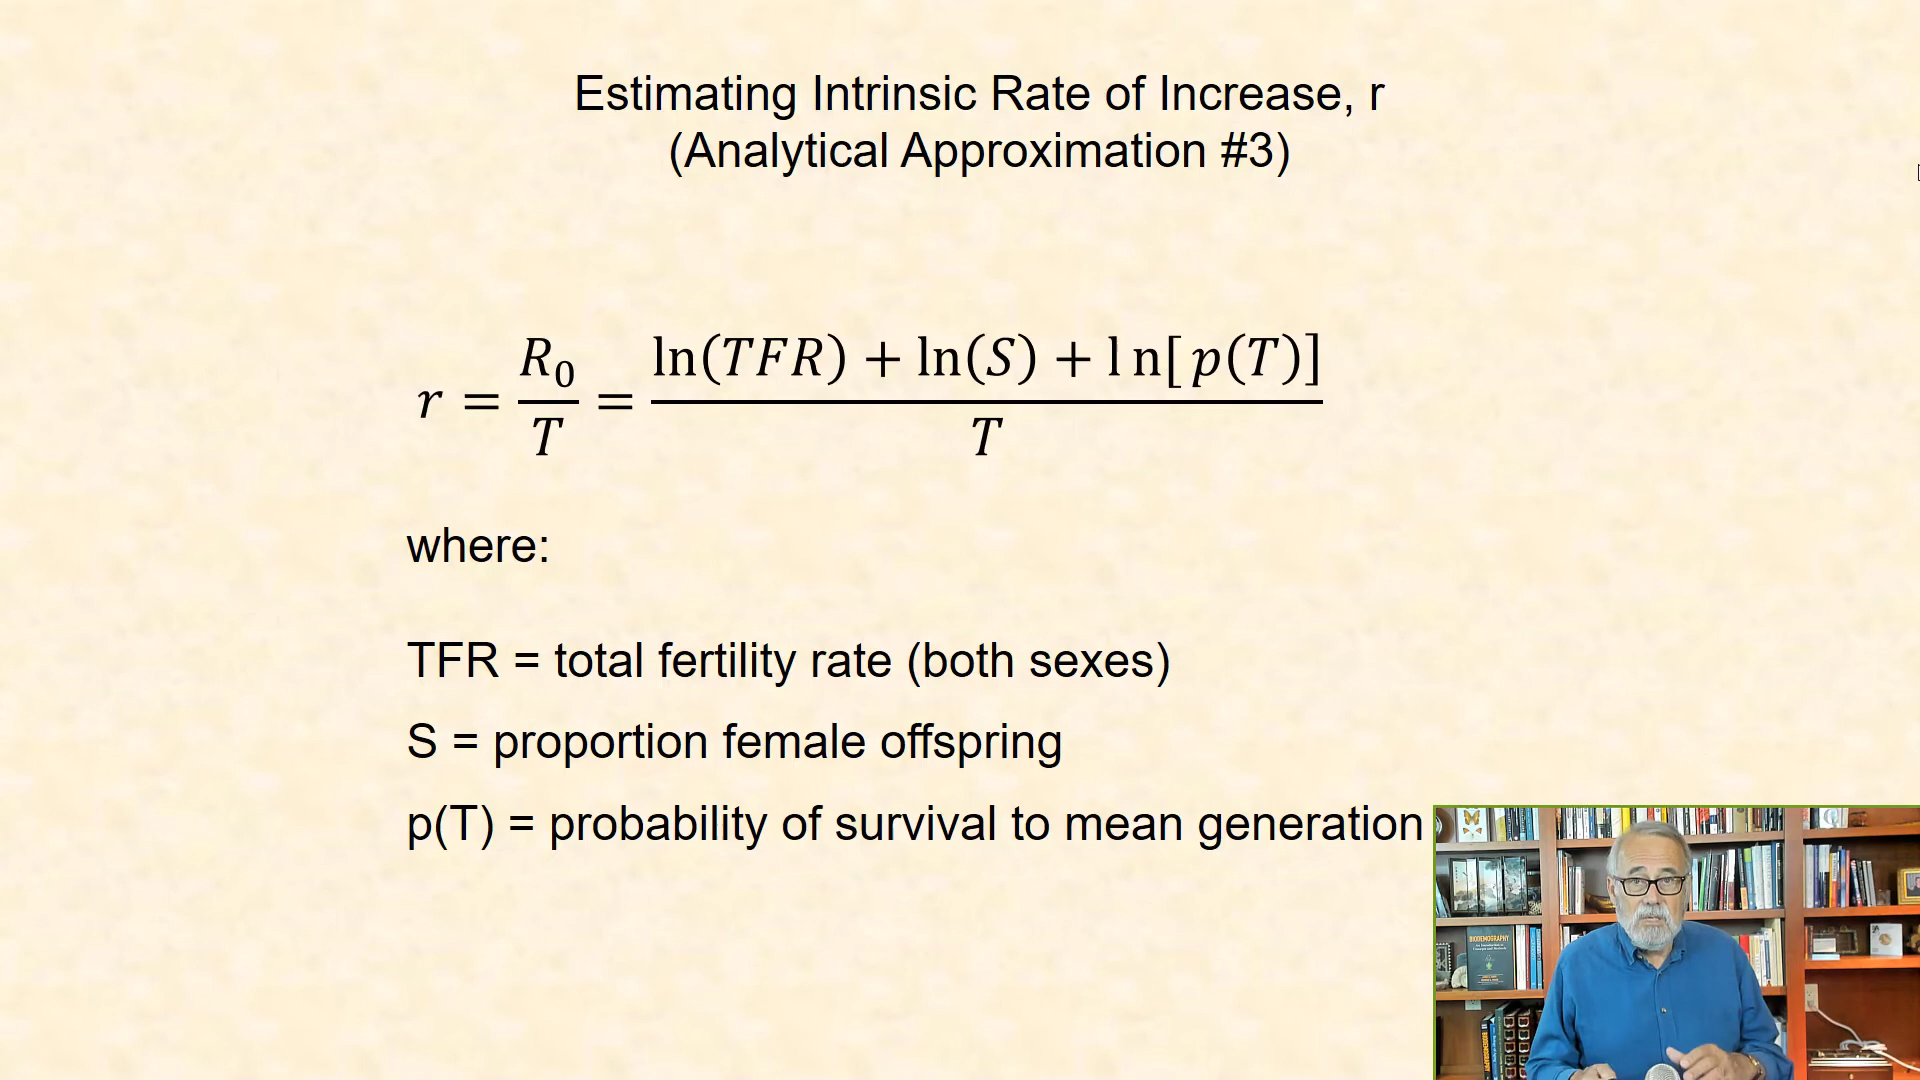 Estimating Intrinsic Rate of Increase, r
(Analytical Approximation #3)
r = R₀/T = (ln(TFR) + ln(S) + ln[p(T)])/T
where:
TFR = total fertility rate (both sexes)
S = proportion female offspring
p(T) = probability of survival to mean generation
BIODEMOGRAPHY